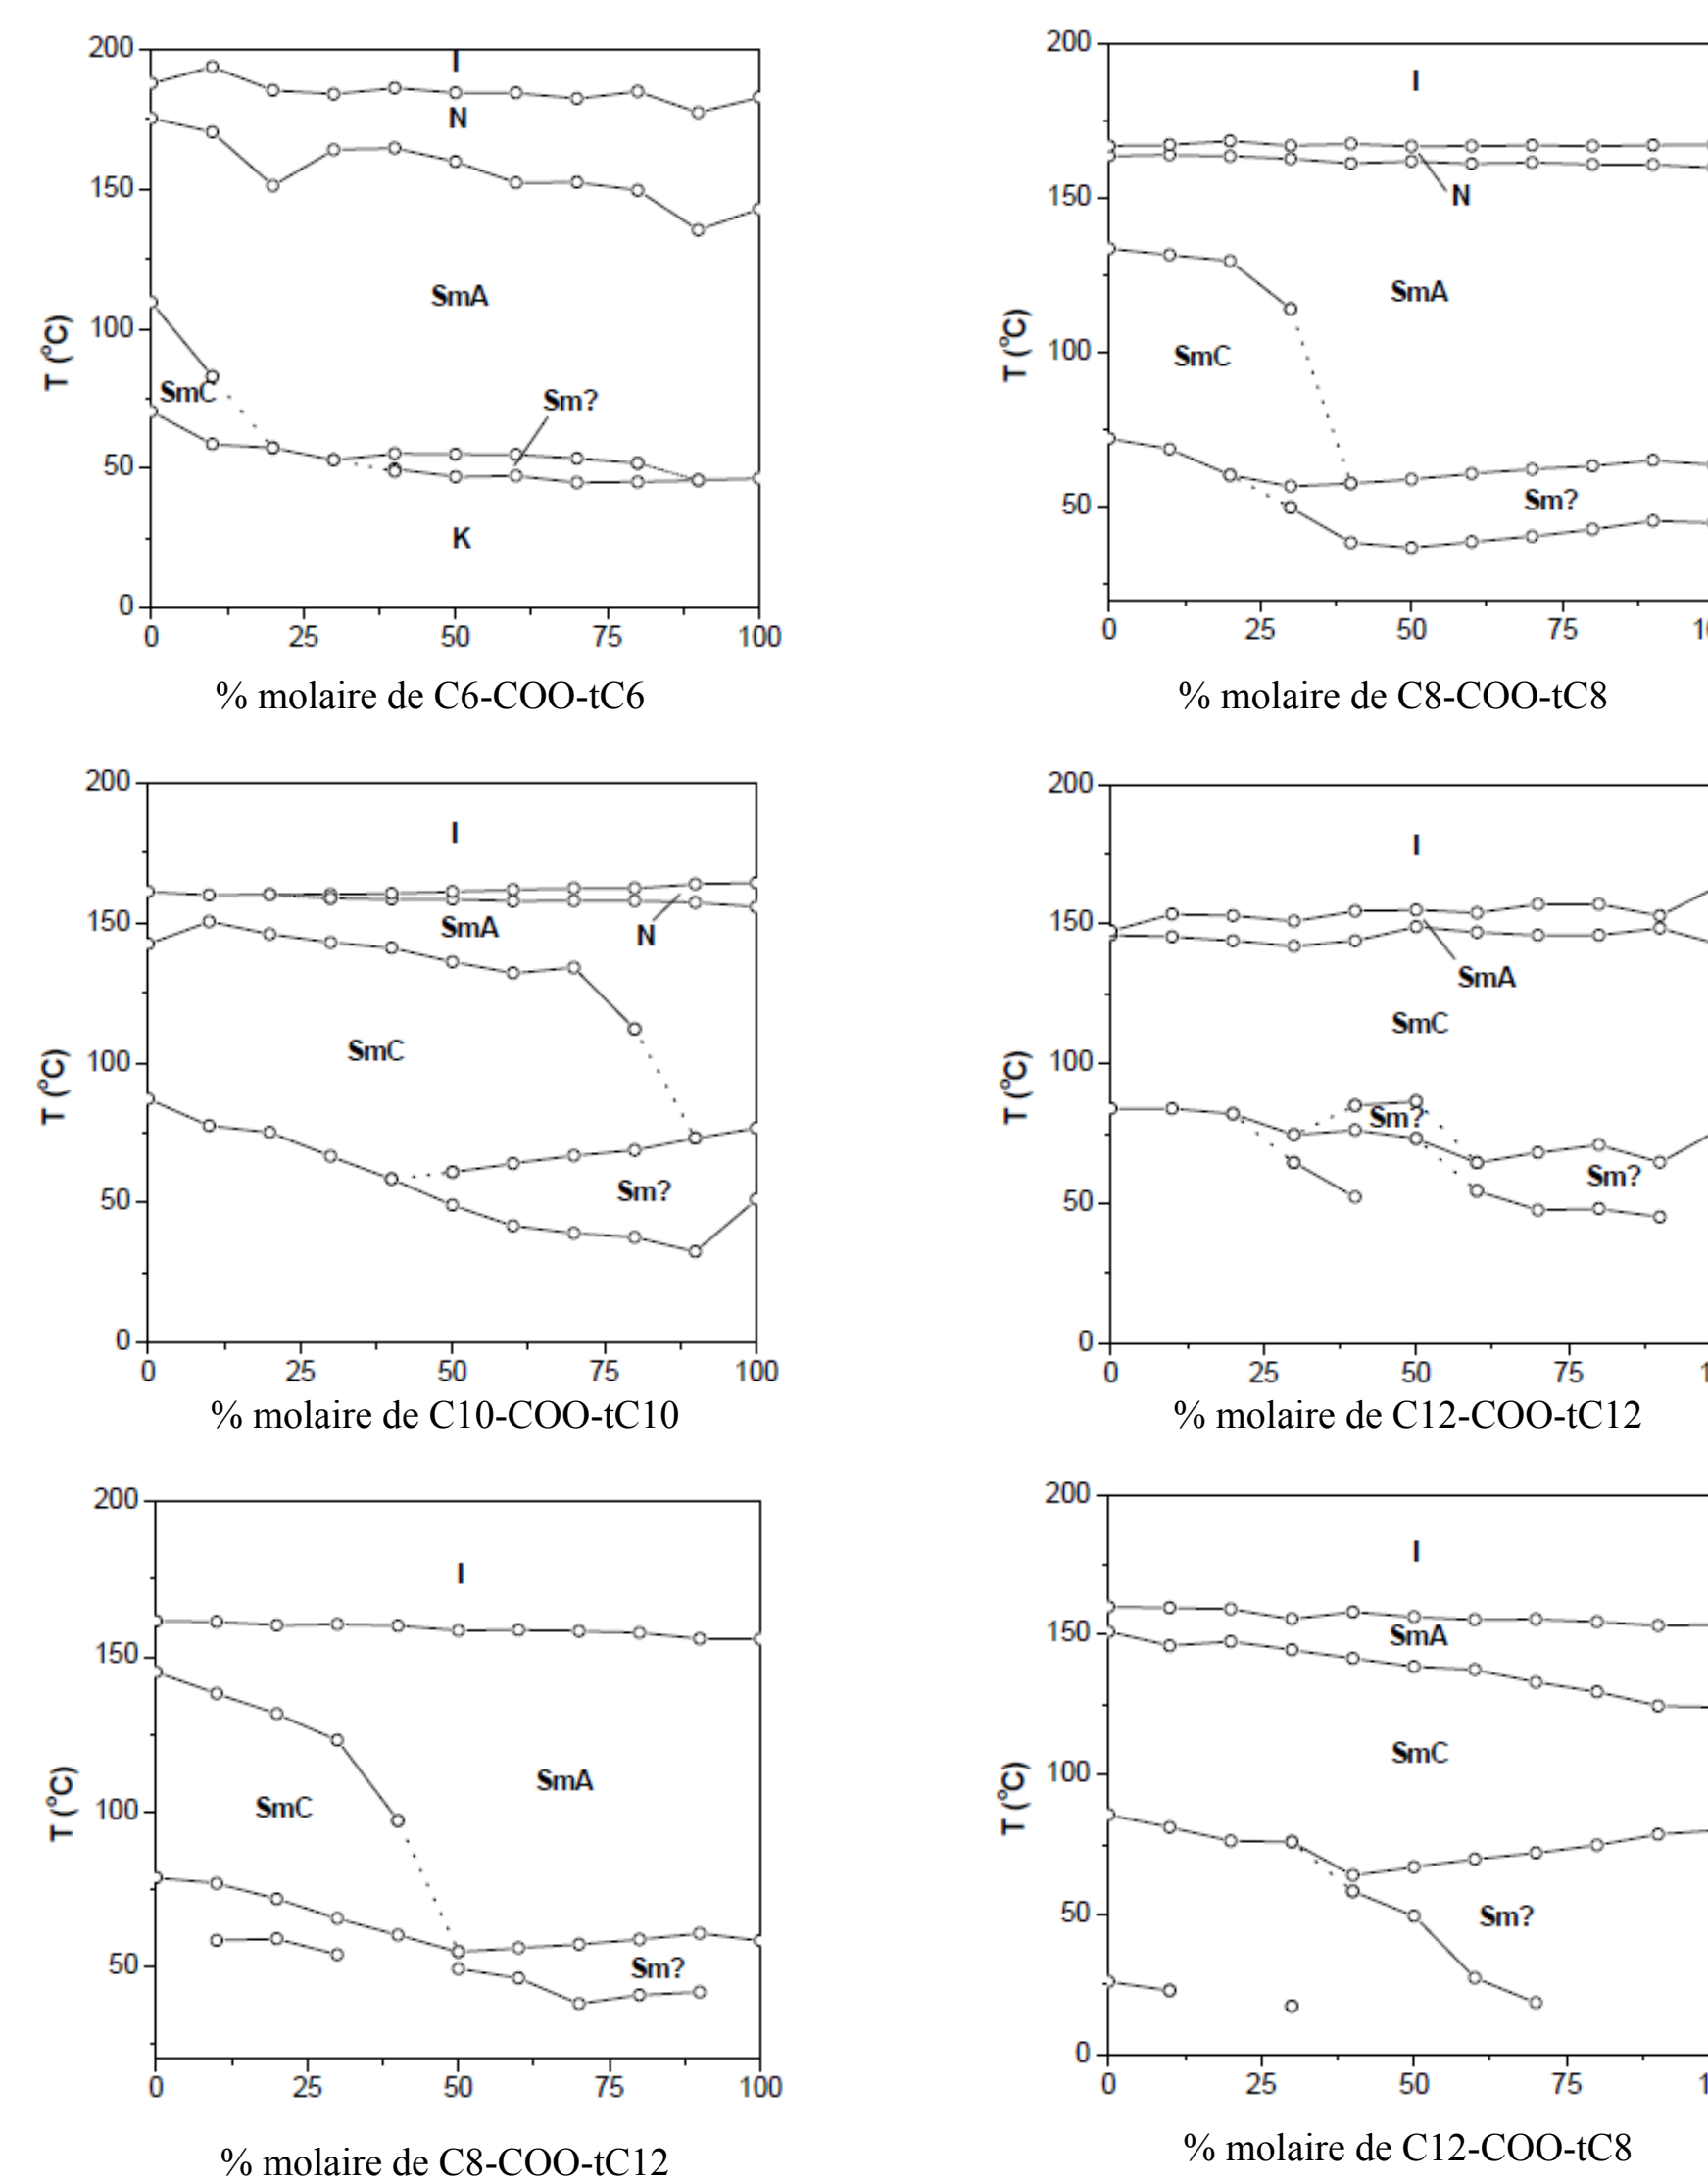 200
I
N
150
SmA
100
T (°C)
SmC
Sm?
50
K
0
0 25 50 75 100
% molaire de C6-COO-tC6
200
I
150
N
SmA
100
T (°C)
SmC
50
Sm?
0 25 50 75
% molaire de C8-COO-tC8
200
I
150
SmA
N
100
T (°C)
SmC
50
Sm?
0
0 25 50 75 100
% molaire de C10-COO-tC10
200
I
150
SmA
SmC
100
T (°C)
Sm?
Sm?
50
0
0 25 50 75
% molaire de C12-COO-tC12
200
I
150
SmA
SmC
100
T (°C)
50
Sm?
0 25 50 75 100
% molaire de C8-COO-tC12
200
I
150
SmA
SmC
100
T (°C)
50
Sm?
0
0 25 50 75
% molaire de C12-COO-tC8